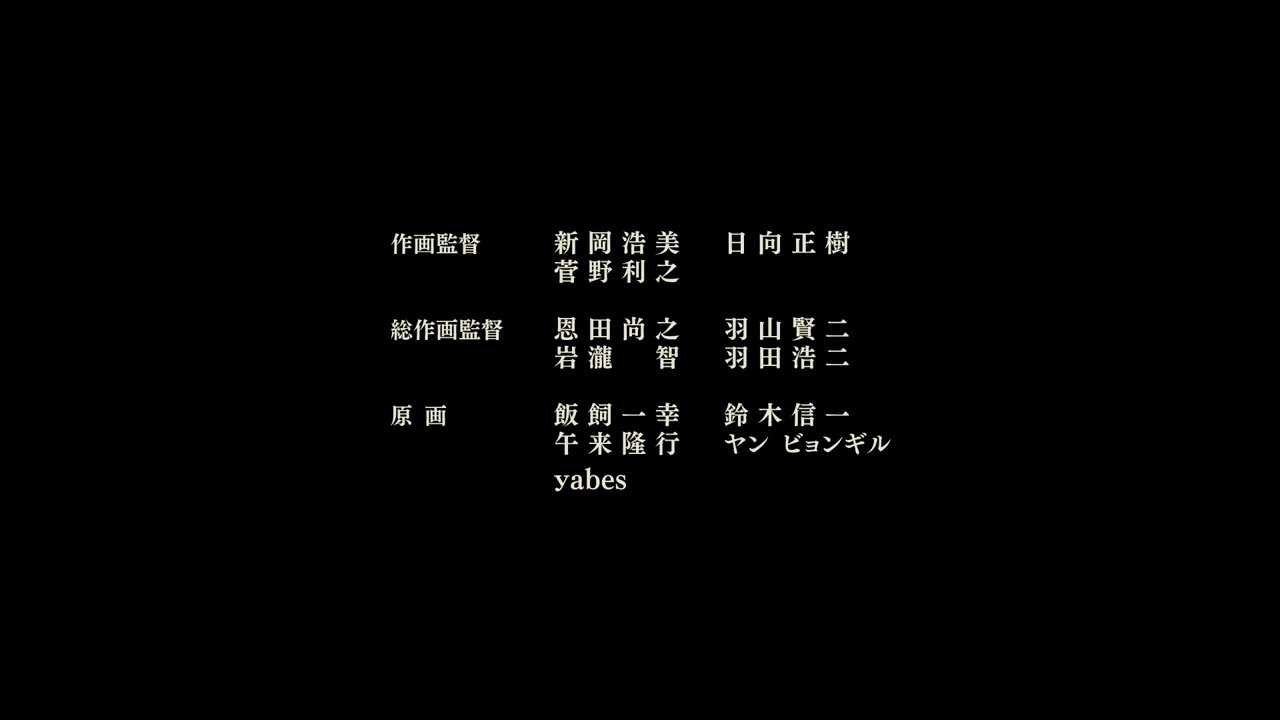 作画監督 新岡浩美 日向正樹
菅野利之
総作画監督 恩田尚之 羽山賢二
岩瀧 智 羽田浩二
原 画 飯飼一幸 鈴木信一
午来隆行 ヤン ビョンギル
yabes